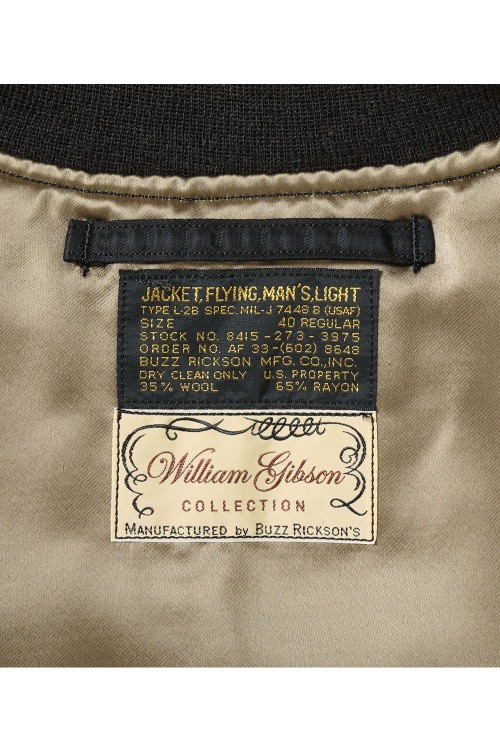 JACKET, FLYING, MAN'S, LIGHT
TYPE L-2B SPEC. MIL-J 7448 B (USAF)
SIZE 40 REGULAR
STOCK NO. 8415-273-3975
ORDER NO. AF 33-(602) 8648
BUZZ RICKSON MFG. CO., INC.
DRY CLEAN ONLY U.S. PROPERTY
35% WOOL 65% RAYON
William Gibson
COLLECTION
MANUFACTURED by BUZZ RICKSON'S